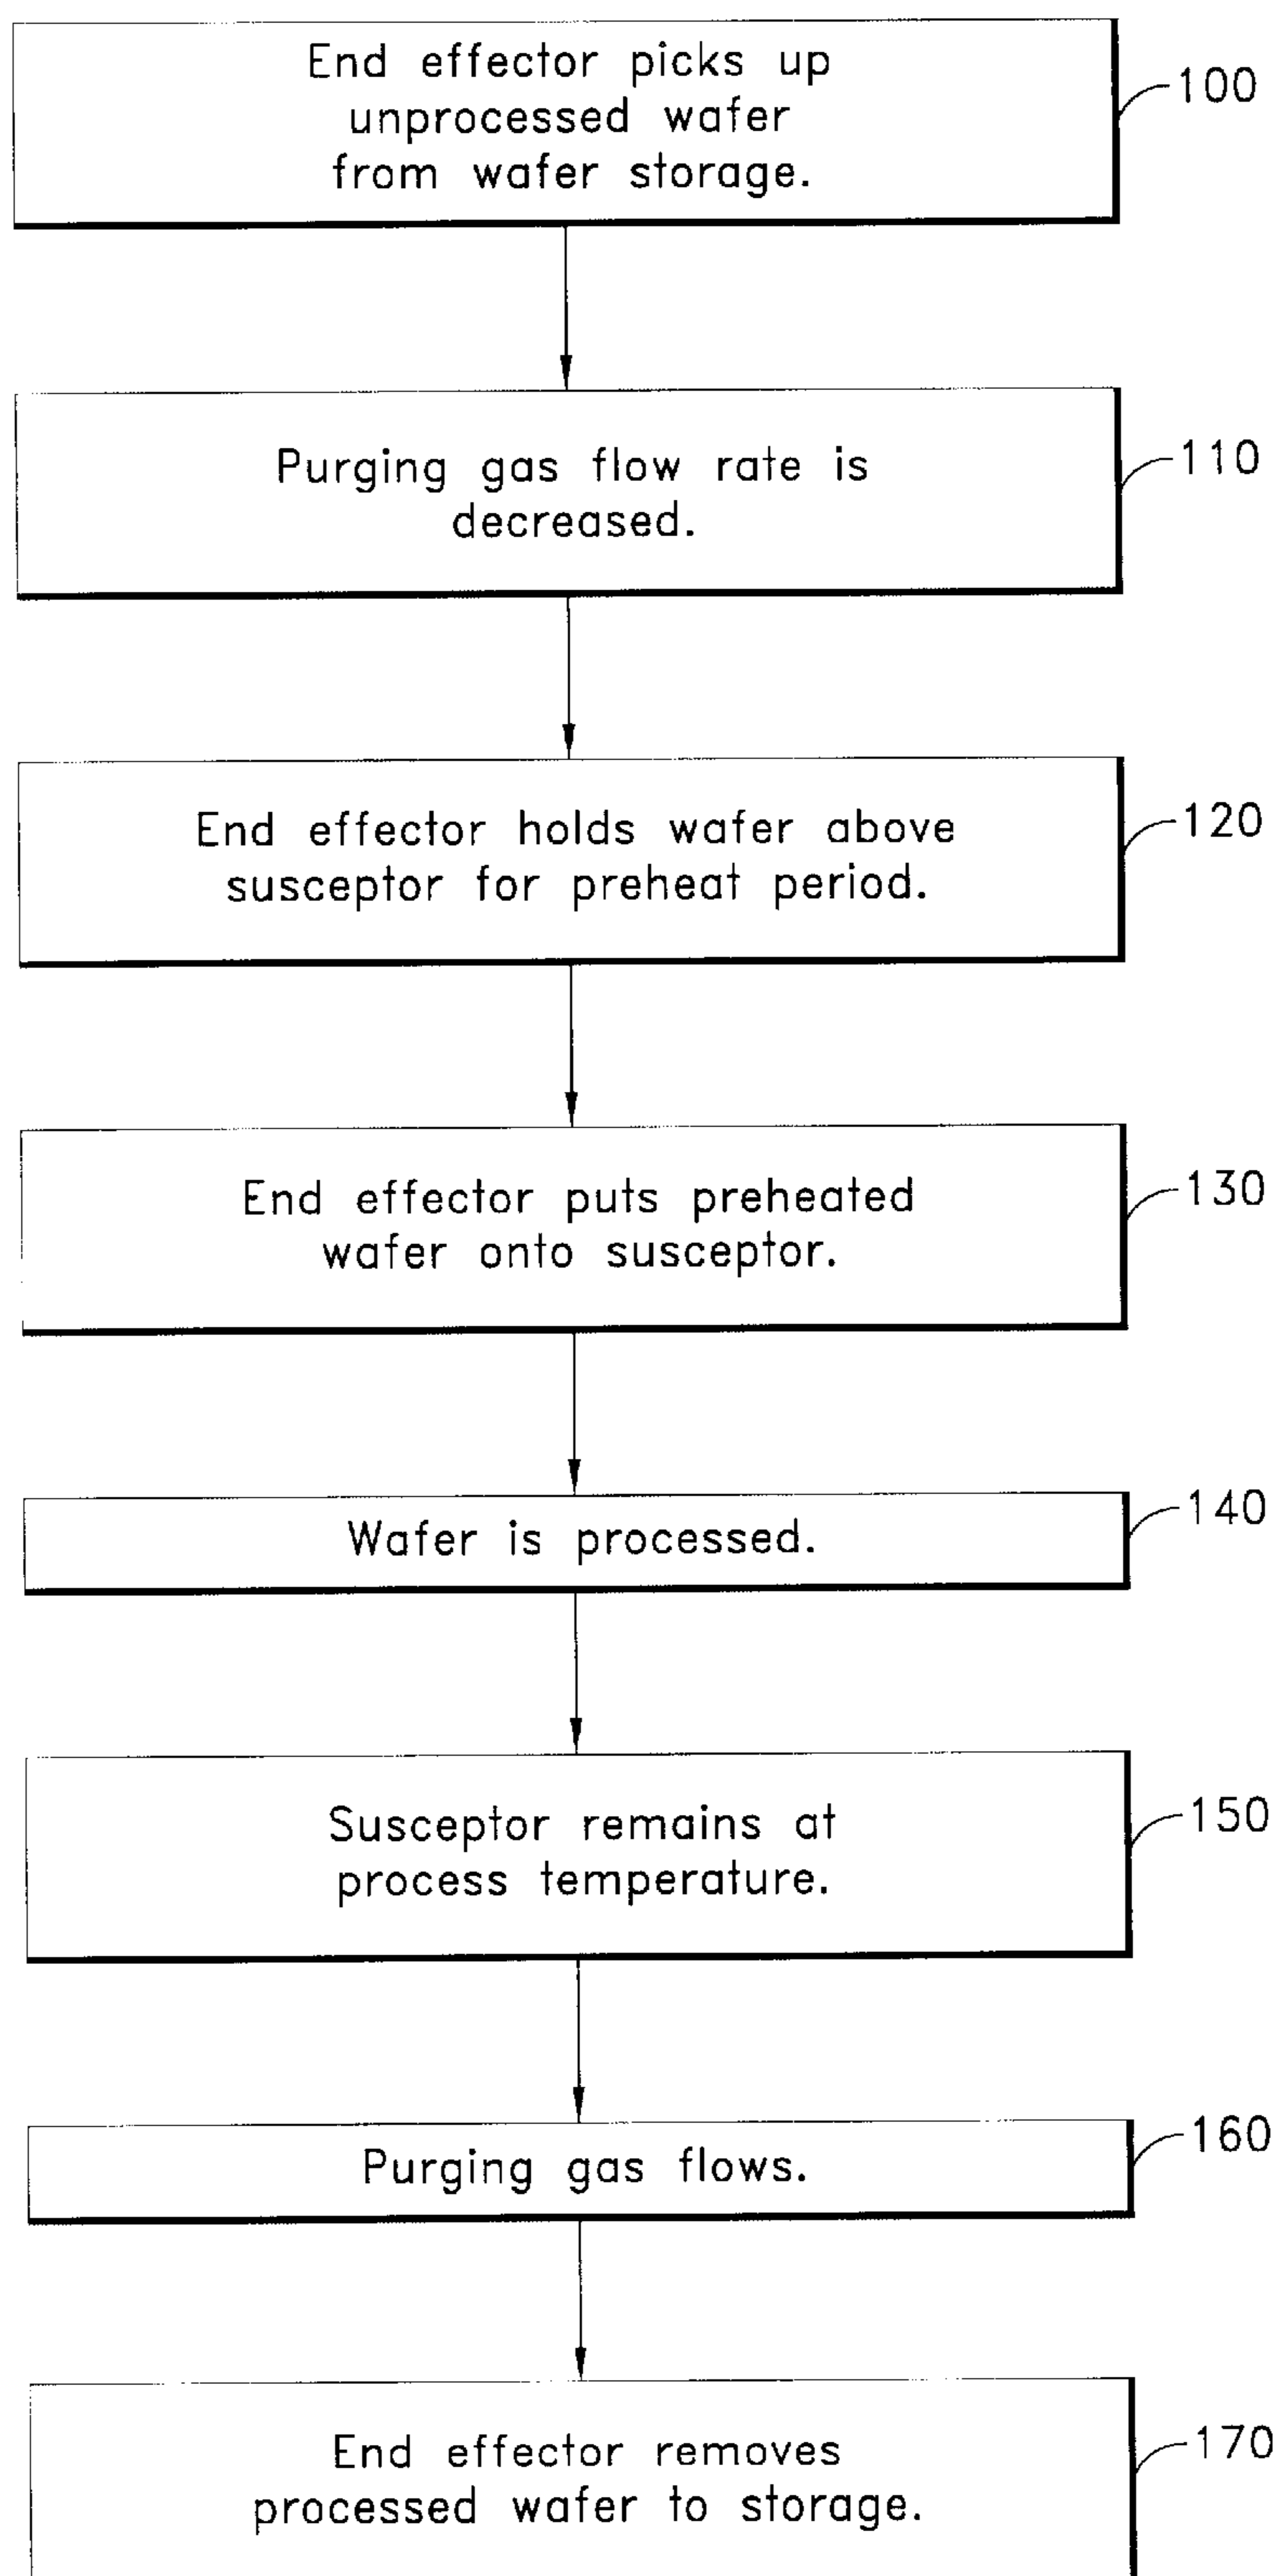 End effector picks up
unprocessed wafer
from wafer storage.
100
Purging gas flow rate is
decreased.
110
End effector holds wafer above
susceptor for preheat period.
120
End effector puts preheated
wafer onto susceptor.
130
Wafer is processed.
140
Susceptor remains at
process temperature.
150
Purging gas flows.
160
End effector removes
processed wafer to storage.
170